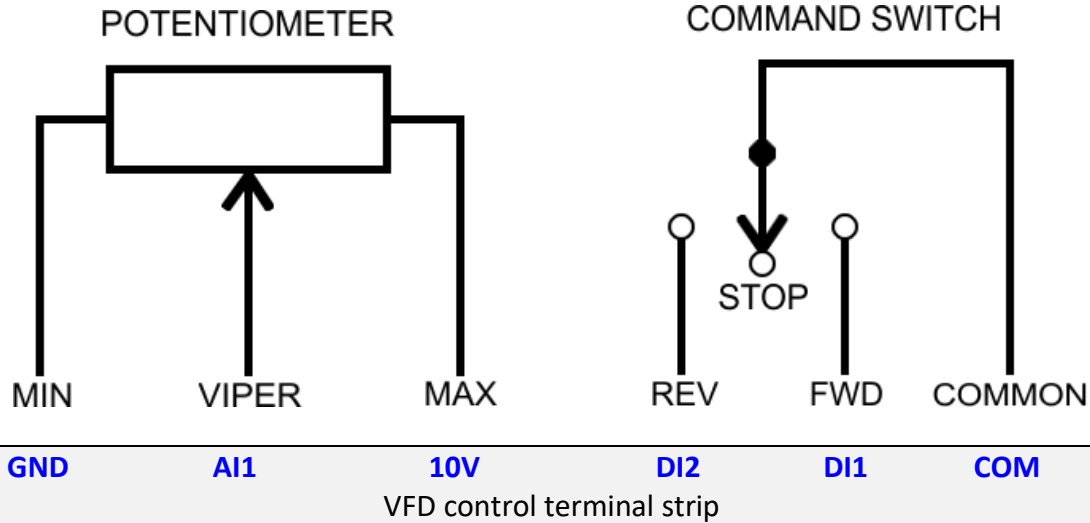 POTENTIOMETER
COMMAND SWITCH
STOP
MIN VIPER MAX REV FWD COMMON
GND AI1 10V DI2 DI1 COM
VFD control terminal strip